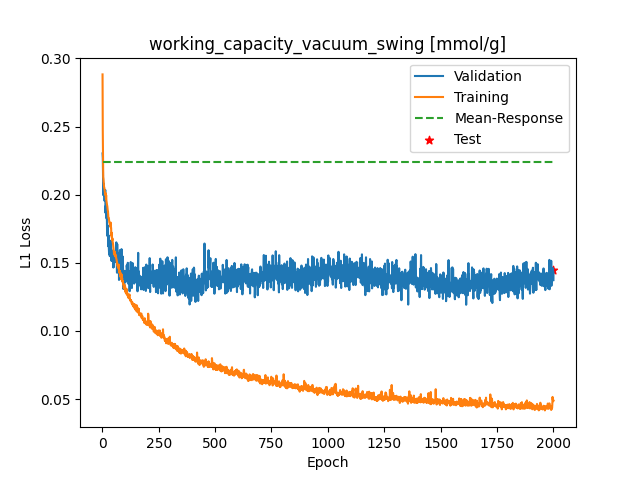 working_capacity_vacuum_swing [mmol/g]
Validation
Training
Mean-Response
Test
L1 Loss
0.30
0.25
0.20
0.15
0.10
0.05
0 250 500 750 1000 1250 1500 1750 2000
Epoch